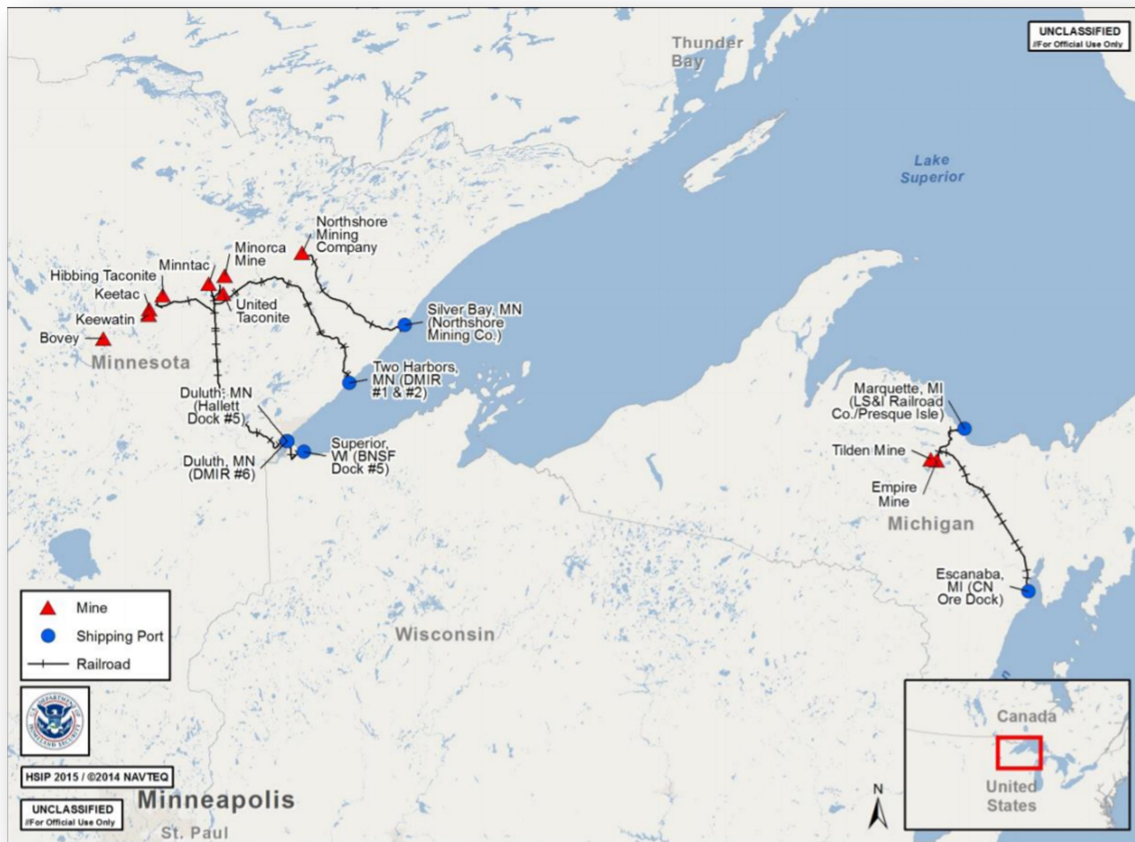 Thunder
Bay
UNCLASSIFIED
//For Official Use Only
Lake
Superior
Northshore
Mining
Company
Minorca
Mine
Minntac
Hibbing Taconite
Keetac
United
Taconite
Keewatin
Bovey
Minnesota
Silver Bay, MN
(Northshore
Mining Co.)
Two Harbors,
MN (DMIR
#1 & #2)
Duluth, MN
(Hallett
Dock #5)
Duluth, MN
(DMIR #6)
Superior,
WI (BNSF
Dock #5)
Marquette, MI
(LS&I Railroad
Co./Presque Isle)
Tilden Mine
Empire
Mine
Michigan
Escanaba,
MI (CN
Ore Dock)
Wisconsin
Mine
Shipping Port
Railroad
HSIP 2015 / ©2014 NAVTEQ
UNCLASSIFIED
//For Official Use Only
Minneapolis
St. Paul
N
Canada
United
States